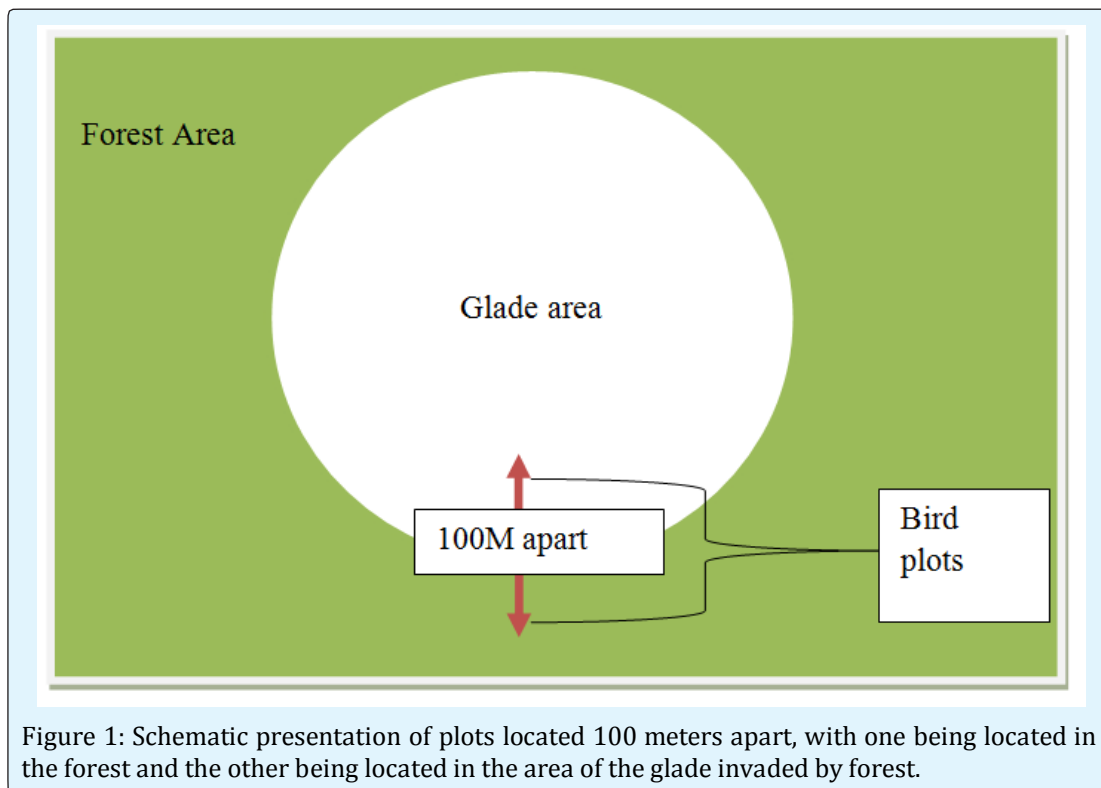 Forest Area
Glade area
100M apart
Bird
plots
Figure 1: Schematic presentation of plots located 100 meters apart, with one being located in
the forest and the other being located in the area of the glade invaded by forest.